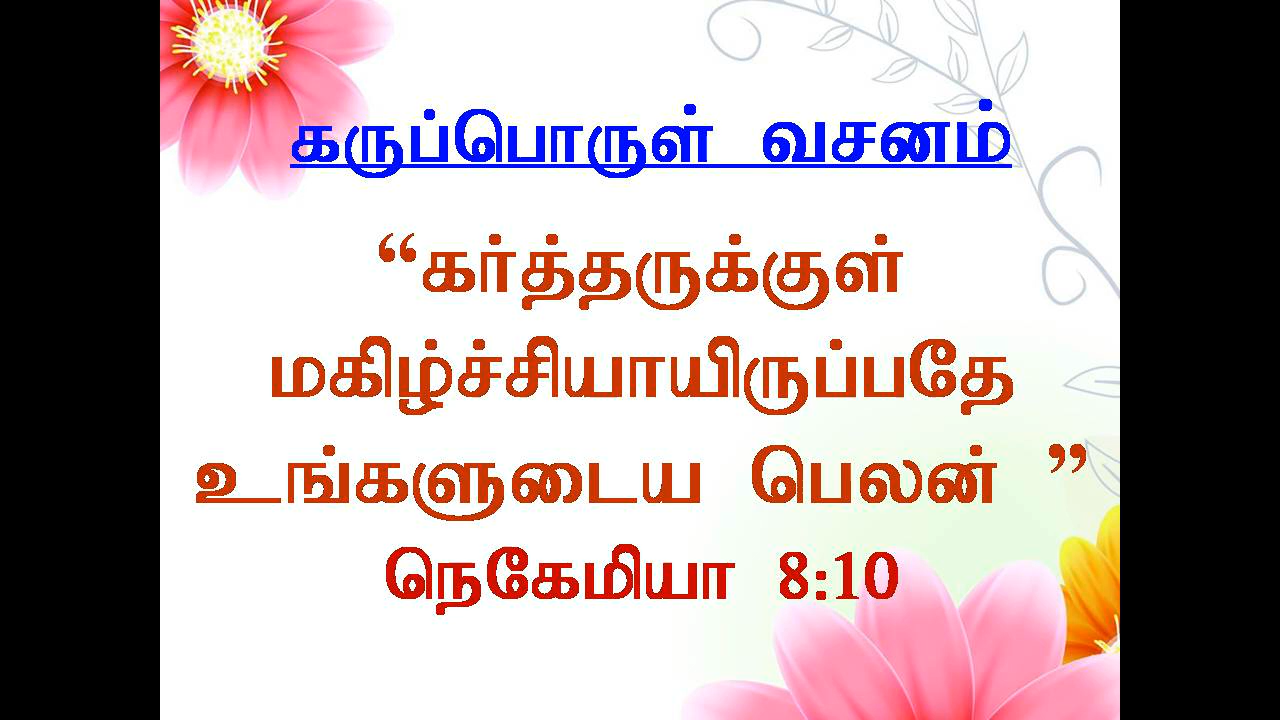 கருப்பொருள் வசனம்
“கர்த்தருக்குள்
மகிழ்ச்சியாயிருப்பதே
உங்களுடைய பெலன் ”
நெகேமியா 8:10